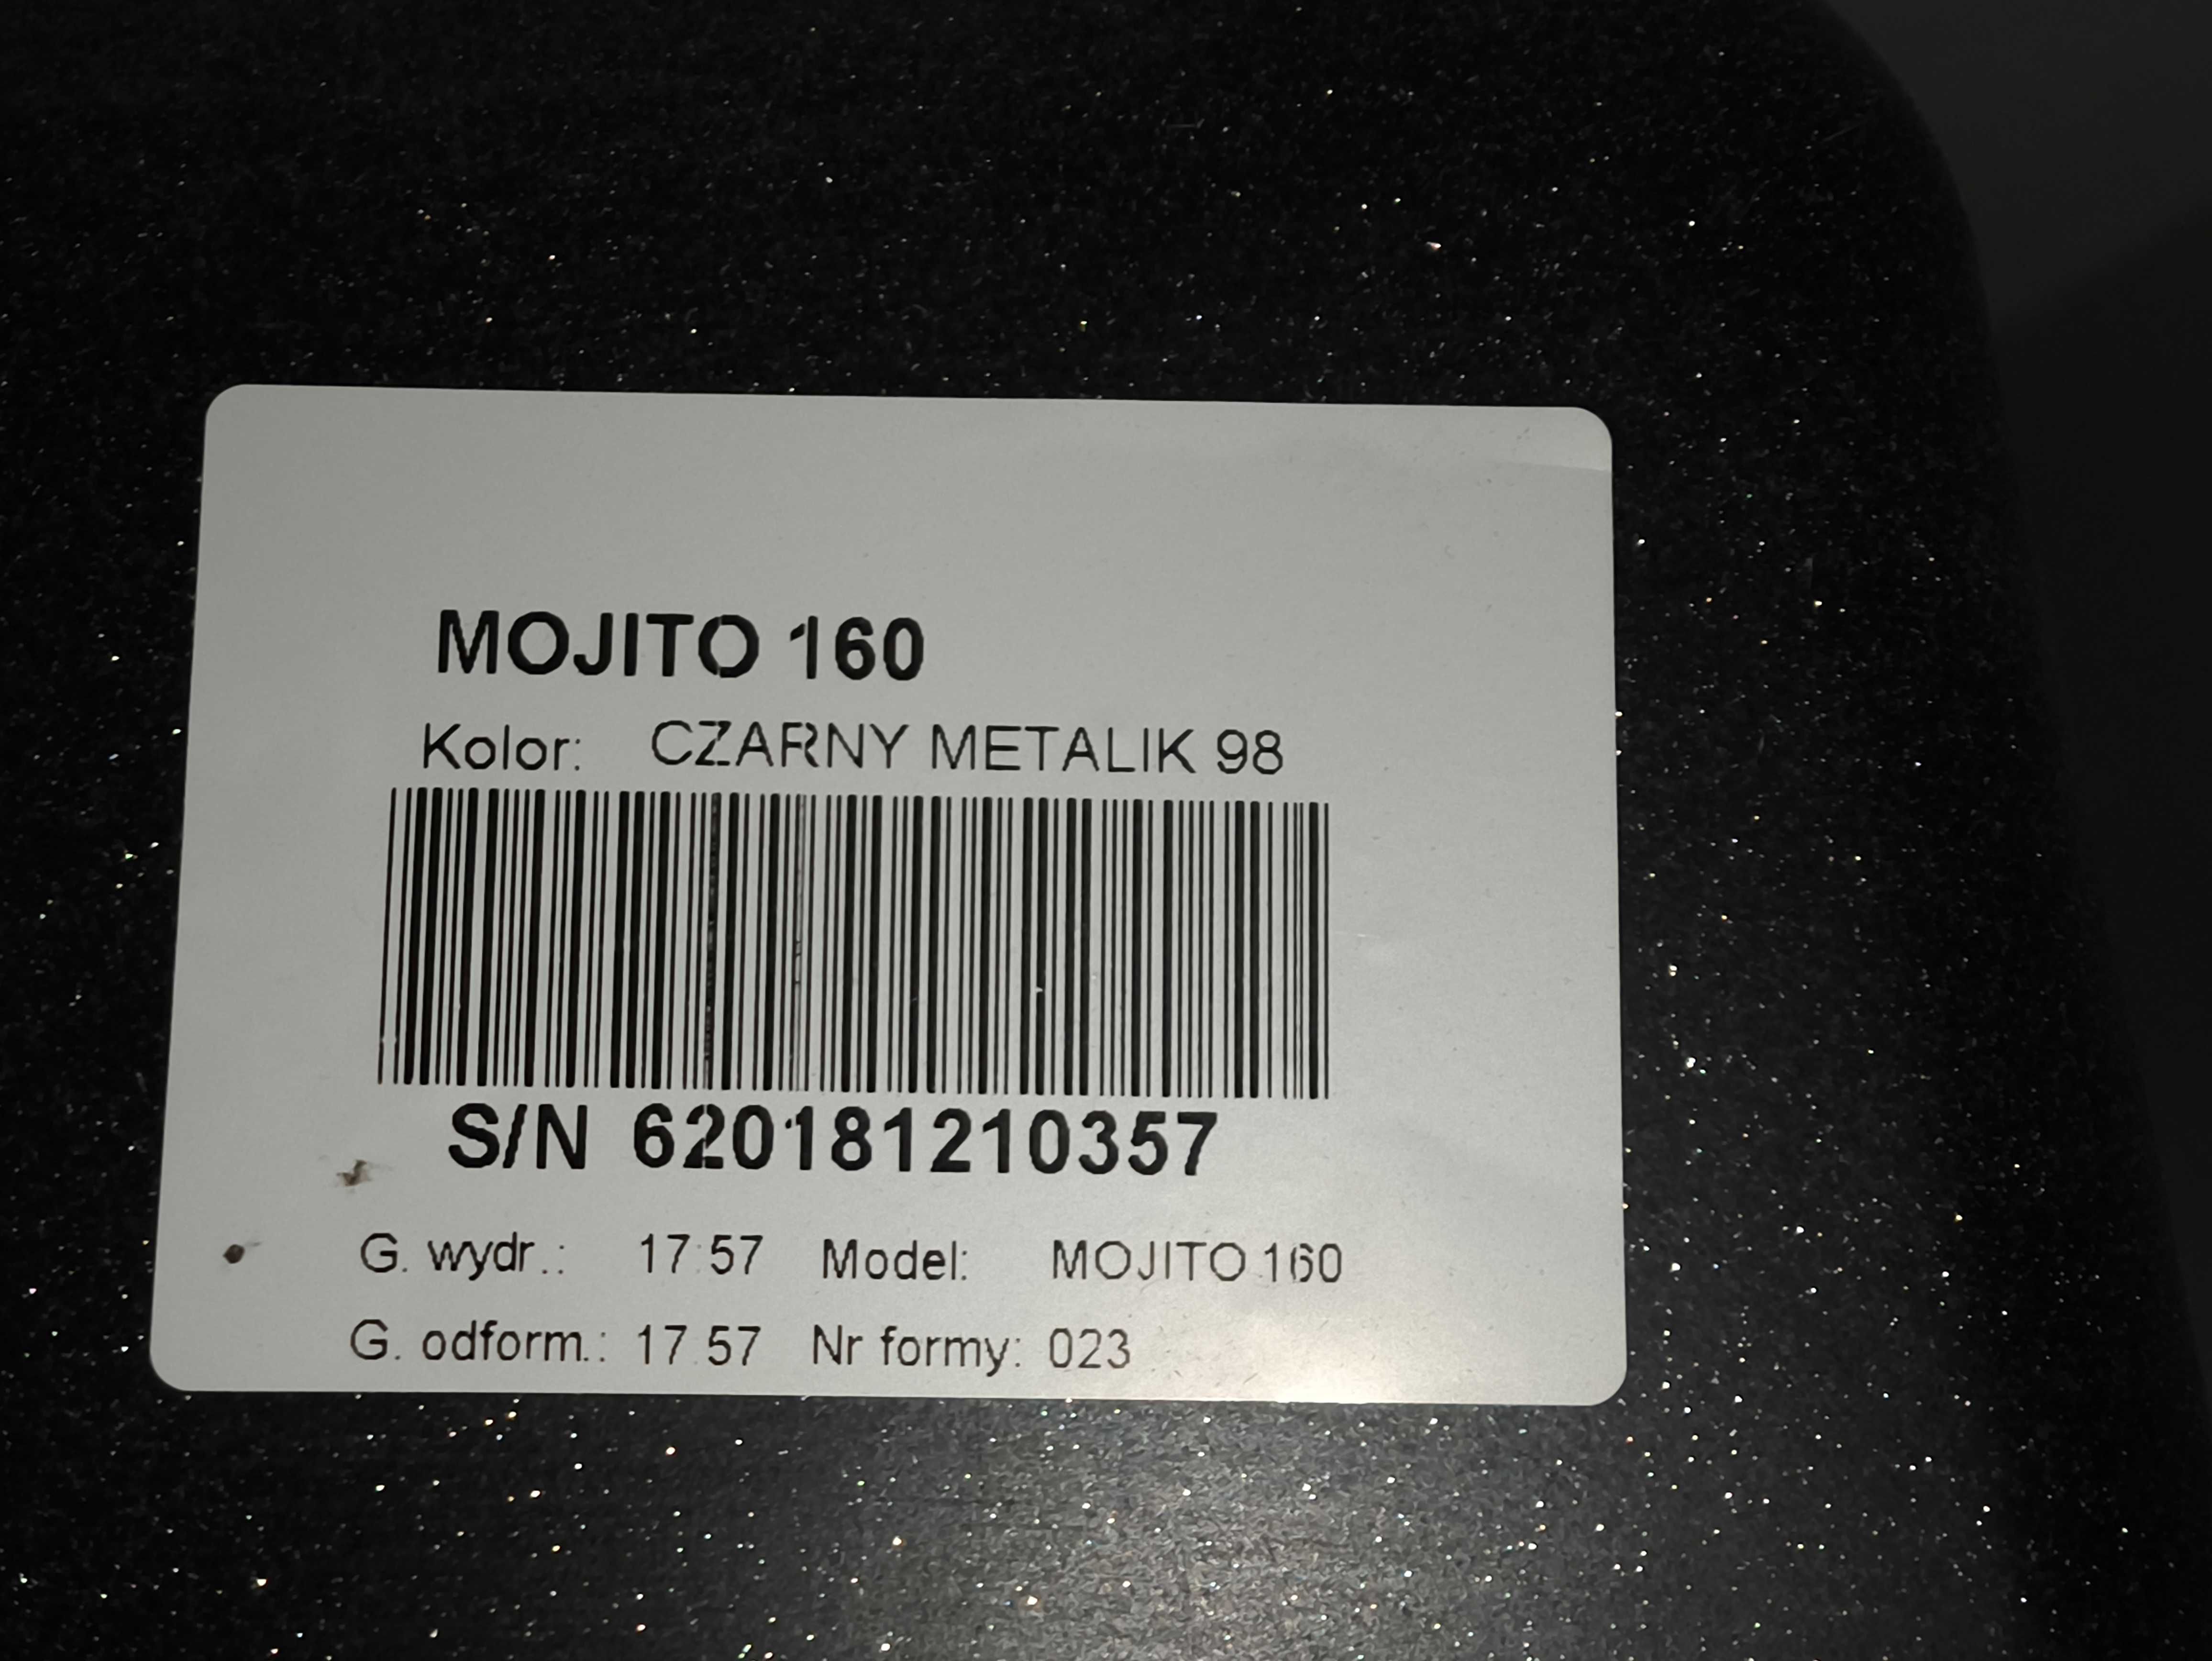 MOJITO 160
Kolor: CZARNY METALIK 98
S/N 620181210357
G. wydr.: 17:57 Model: MOJITO 160
G. odform.: 17:57 Nr formy: 023